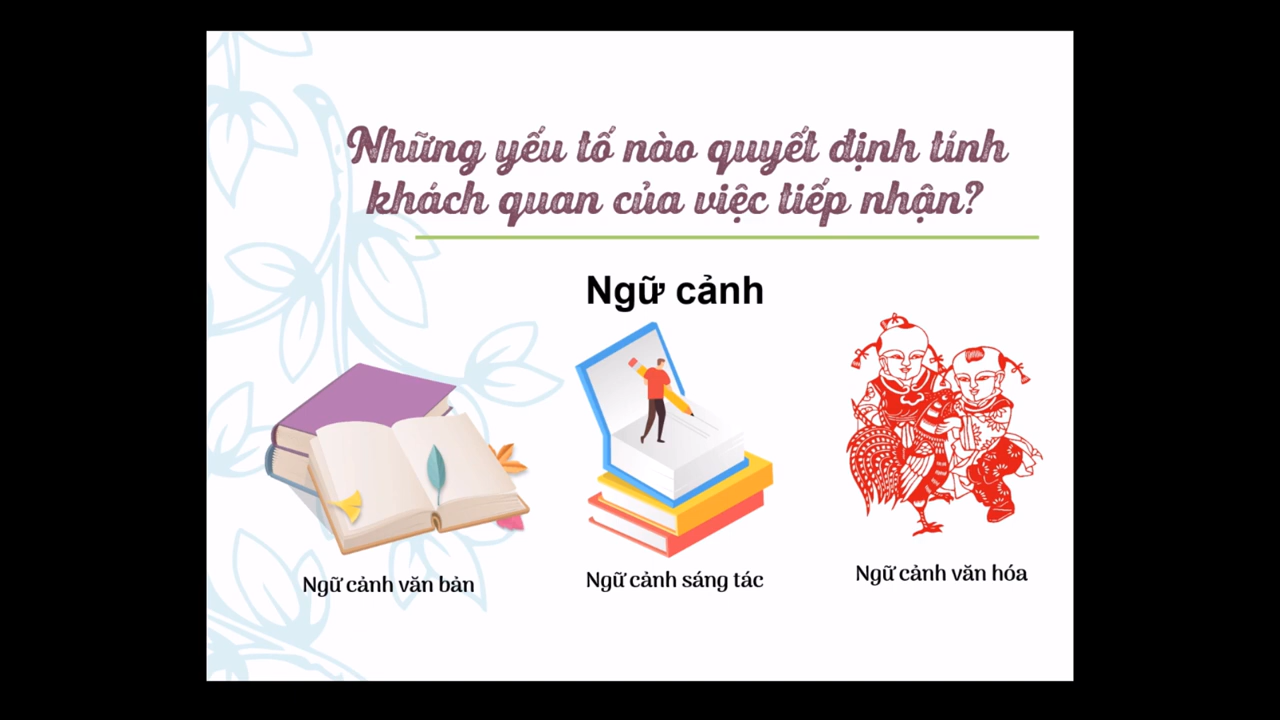 Những yếu tố nào quyết định tính
khách quan của việc tiếp nhận?
Ngữ cảnh
Ngữ cảnh văn bản
Ngữ cảnh sáng tác
Ngữ cảnh văn hóa